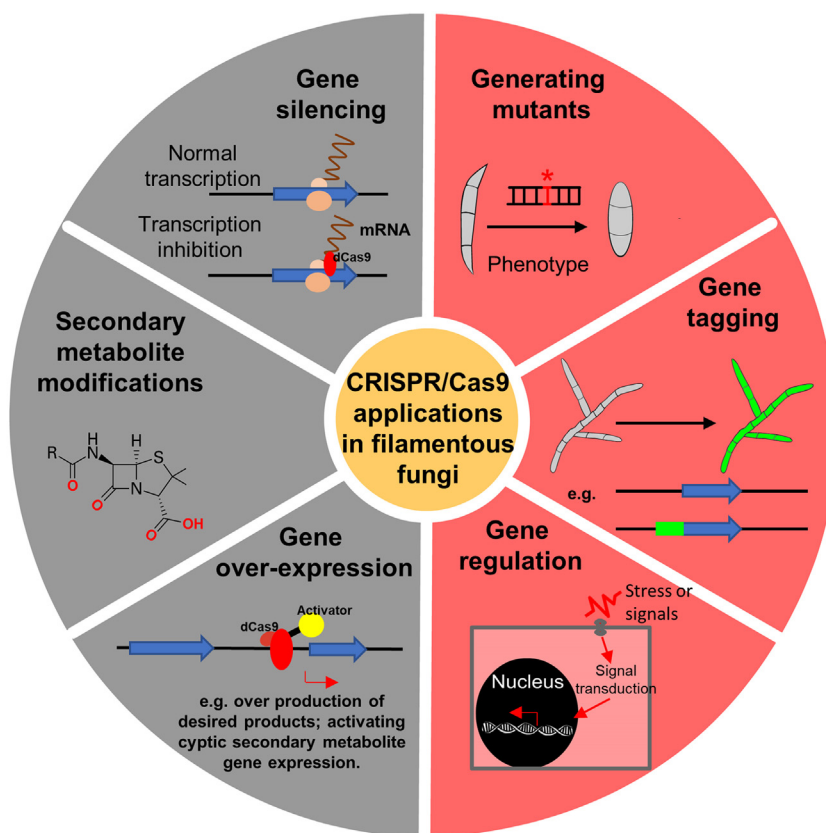 Gene
silencing
Normal
transcription
Transcription
inhibition
mRNA
dCas9
Generating
mutants
*
Phenotype
Gene
tagging
e.g.
Gene
regulation
Stress or
signals
Signal
transduction
Nucleus
Gene
over-expression
Activator
dCas9
e.g. over production of
desired products; activating
cyptic secondary metabolite
gene expression.
Secondary
metabolite
modifications
H
H
R
N
S
O
N
O
O
OH
CRISPR/Cas9
applications
in filamentous
fungi